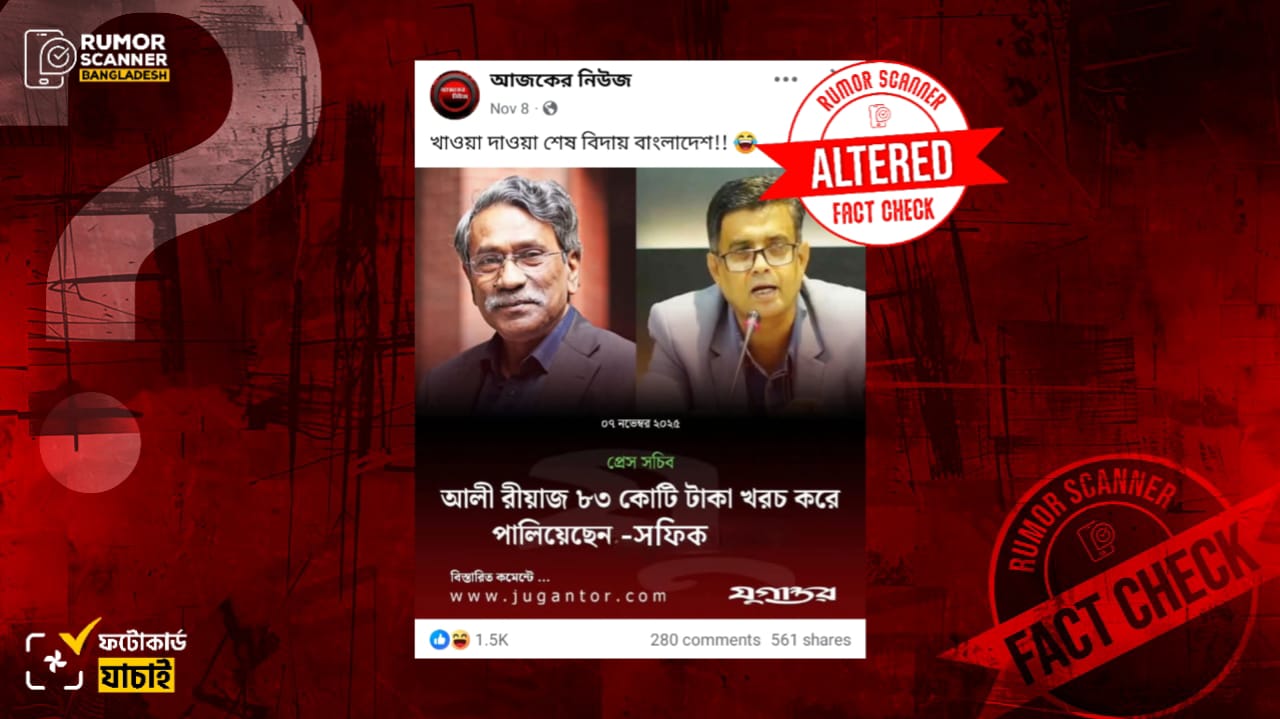 RUMOR
SCANNER
BANGLADESH
আজকের নিউজ
আজকের
নিউজ
Nov 8
খাওয়া দাওয়া শেষ বিদায় বাংলাদেশ!! 😂
RUMOR SCANNER
ALTERED
FACT CHECK
০৭ নভেম্বর ২০২৫
প্রেস সচিব
আলী রীয়াজ ৮৩ কোটি টাকা খরচ করে
পালিয়েছেন -সফিক
বিস্তারিত কমেন্টে ...
www.jugantor.com
যুগান্তর
1.5K 280 comments 561 shares
ফটোকার্ড
যাচাই
RUMOR SCANNER
FACT CHECK